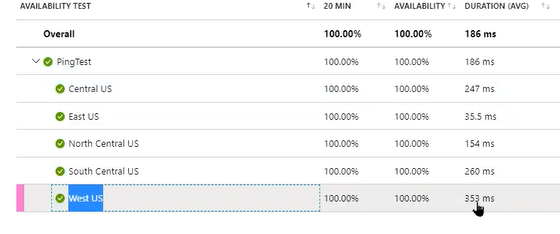 AVAILABILITY TEST 20 MIN AVAILABILITY DURATION (AVG)
Overall 100.00% 100.00% 186 ms
PingTest 100.00% 100.00% 186 ms
Central US 100.00% 100.00% 247 ms
East US 100.00% 100.00% 35.5 ms
North Central US 100.00% 100.00% 154 ms
South Central US 100.00% 100.00% 260 ms
West US 100.00% 100.00% 353 ms